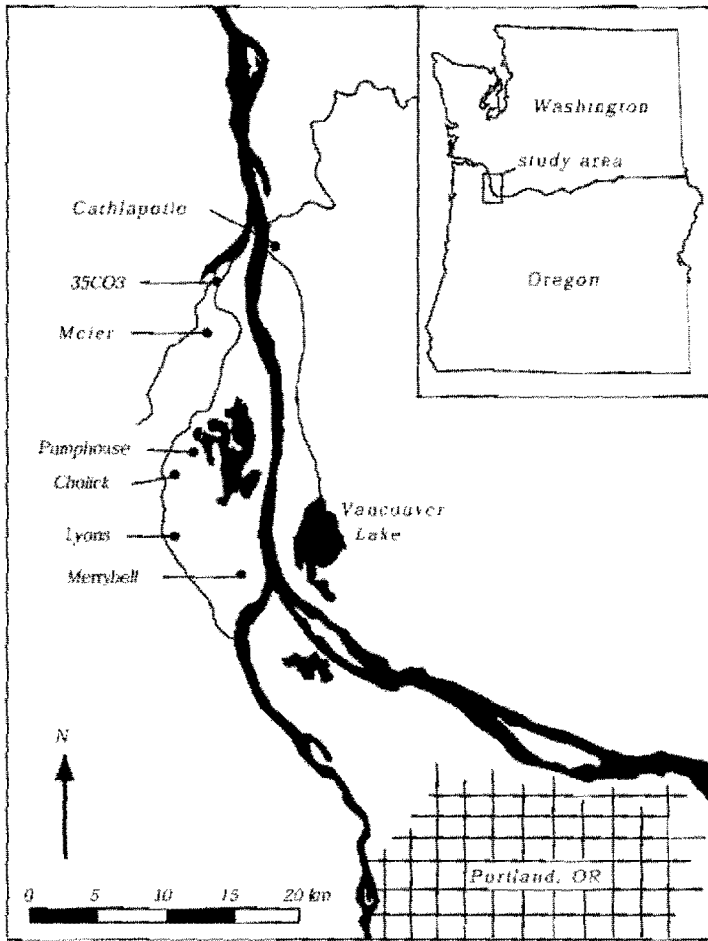 Washington
study area
Oregon
Cathlapotle
35CO3
Meier
Pumphouse
Cholick
Lyons
Merrybell
Vancouver
Lake
N
0 5 10 15 20 km
Portland, OR